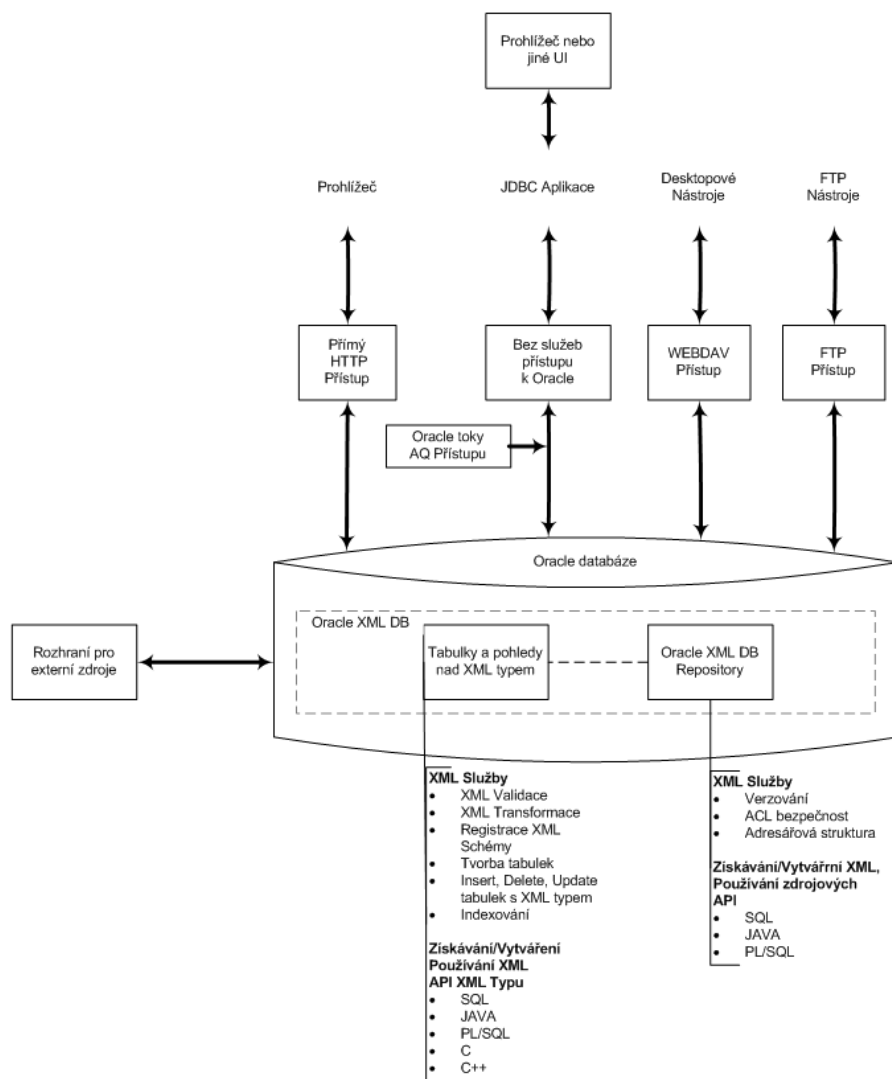 Prohlížeč nebo
jiné UI
Prohlížeč
JDBC Aplikace
Desktopové
Nástroje
FTP
Nástroje
Přímý
HTTP
Přístup
Bez služeb
přístupu
k Oracle
WEBDAV
Přístup
FTP
Přístup
Oracle toky
AQ Přístupu
Oracle databáze
Oracle XML DB
Rozhraní pro
externí zdroje
Tabulky a pohledy
nad XML typem
Oracle XML DB
Repository
XML Služby
• XML Validace
• XML Transformace
• Registrace XML
Schémy
• Tvorba tabulek
• Insert, Delete, Update
tabulek s XML typem
• Indexování
Získávání/Vytváření
Používání XML
API XML Typu
• SQL
• JAVA
• PL/SQL
• C
• C++
XML Služby
• Verzování
• ACL bezpečnost
• Adresářová struktura
Získávání/Vytvářrní XML,
Používání zdrojových
API
• SQL
• JAVA
• PL/SQL